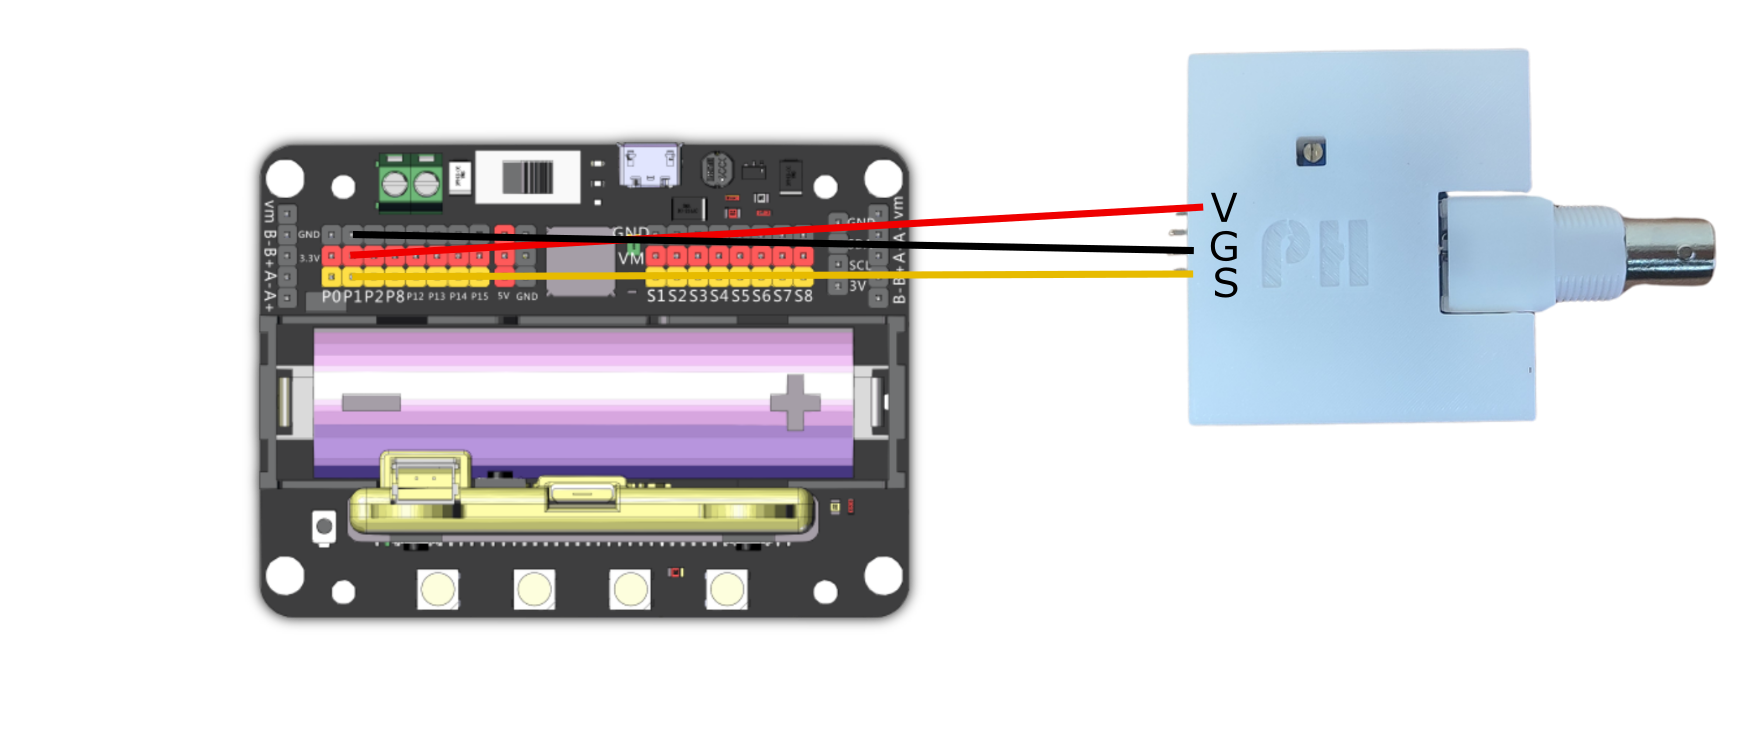 vm B- B+ A- A+
GND
3.3V
P0 P1 P2 P8 P12 P13 P14 P15 5V GND
GND
VM
-
S1 S2 S3 S4 S5 S6 S7 S8
GND
SCL
3V
B- B+ A- A+ vm
V
G
S
PH